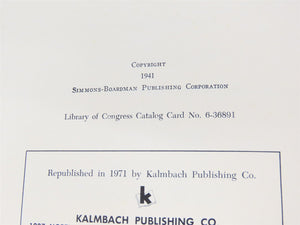 Copyright
1941
Simmons-Boardman Publishing Corporation
Library of Congress Catalog Card No. 6-36891
Republished in 1971 by Kalmbach Publishing Co.
k
KALMBACH PUBLISHING CO